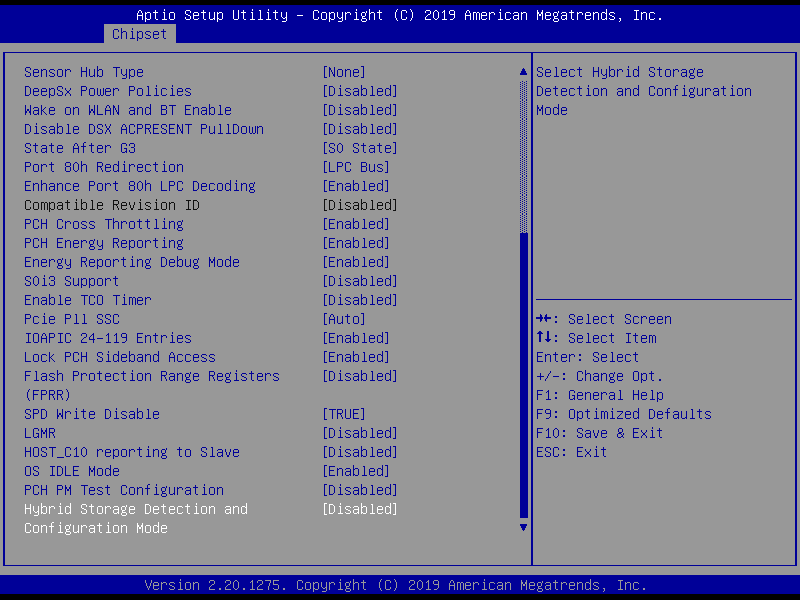 Aptio Setup Utility – Copyright (C) 2019 American Megatrends, Inc.
Chipset
Sensor Hub Type [None]
DeepSx Power Policies [Disabled]
Wake on WLAN and BT Enable [Disabled]
Disable DSX ACPRESENT PullDown [Disabled]
State After G3 [S0 State]
Port 80h Redirection [LPC Bus]
Enhance Port 80h LPC Decoding [Enabled]
Compatible Revision ID [Disabled]
PCH Cross Throttling [Enabled]
PCH Energy Reporting [Enabled]
Energy Reporting Debug Mode [Enabled]
S0i3 Support [Disabled]
Enable TCO Timer [Disabled]
Pcie Pll SSC [Auto]
IOAPIC 24-119 Entries [Enabled]
Lock PCH Sideband Access [Enabled]
Flash Protection Range Registers [Disabled]
(FPRR)
SPD Write Disable [TRUE]
LGMR [Disabled]
HOST_C10 reporting to Slave [Disabled]
OS IDLE Mode [Enabled]
PCH PM Test Configuration [Disabled]
Hybrid Storage Detection and [Disabled]
Configuration Mode
Select Hybrid Storage
Detection and Configuration
Mode
→←: Select Screen
↑↓: Select Item
Enter: Select
+/-: Change Opt.
F1: General Help
F9: Optimized Defaults
F10: Save & Exit
ESC: Exit
Version 2.20.1275. Copyright (C) 2019 American Megatrends, Inc.